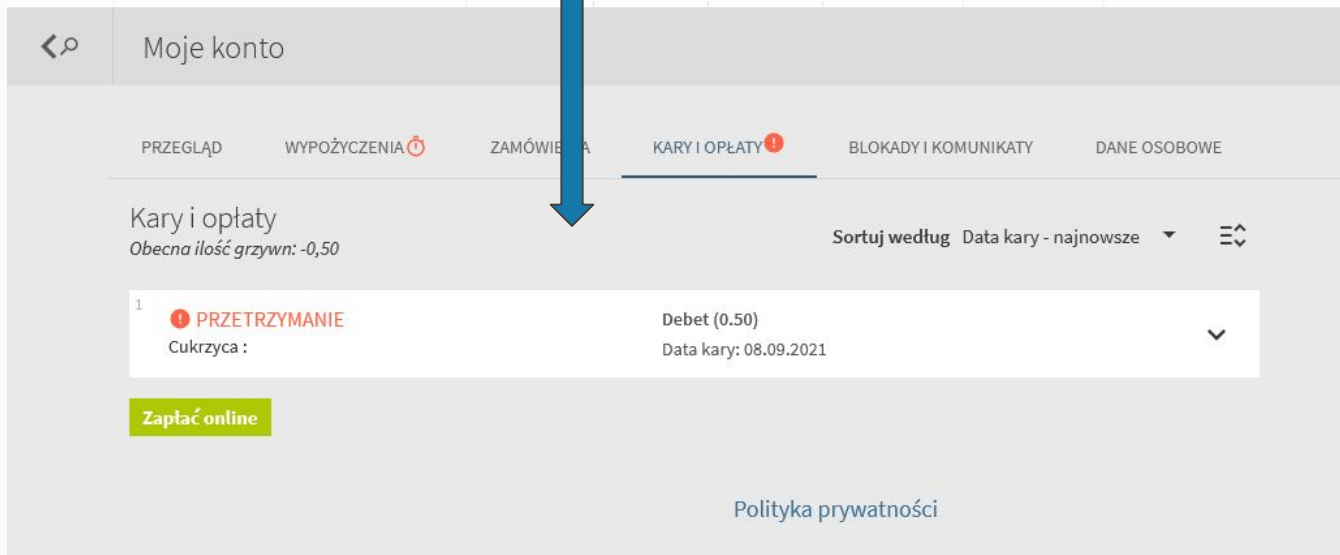 Moje konto
PRZEGLĄD WYPOŻYCZENIA ZAMÓWIE A KARY I OPŁATY BLOKADY I KOMUNIKATY DANE OSOBOWE
Kary i opłaty
Obecna ilość grzywn: -0,50
Sortuj według Data kary - najnowsze
1
PRZETRZYMANIE
Cukrzyca :
Debet (0.50)
Data kary: 08.09.2021
Zapłać online
Polityka prywatności